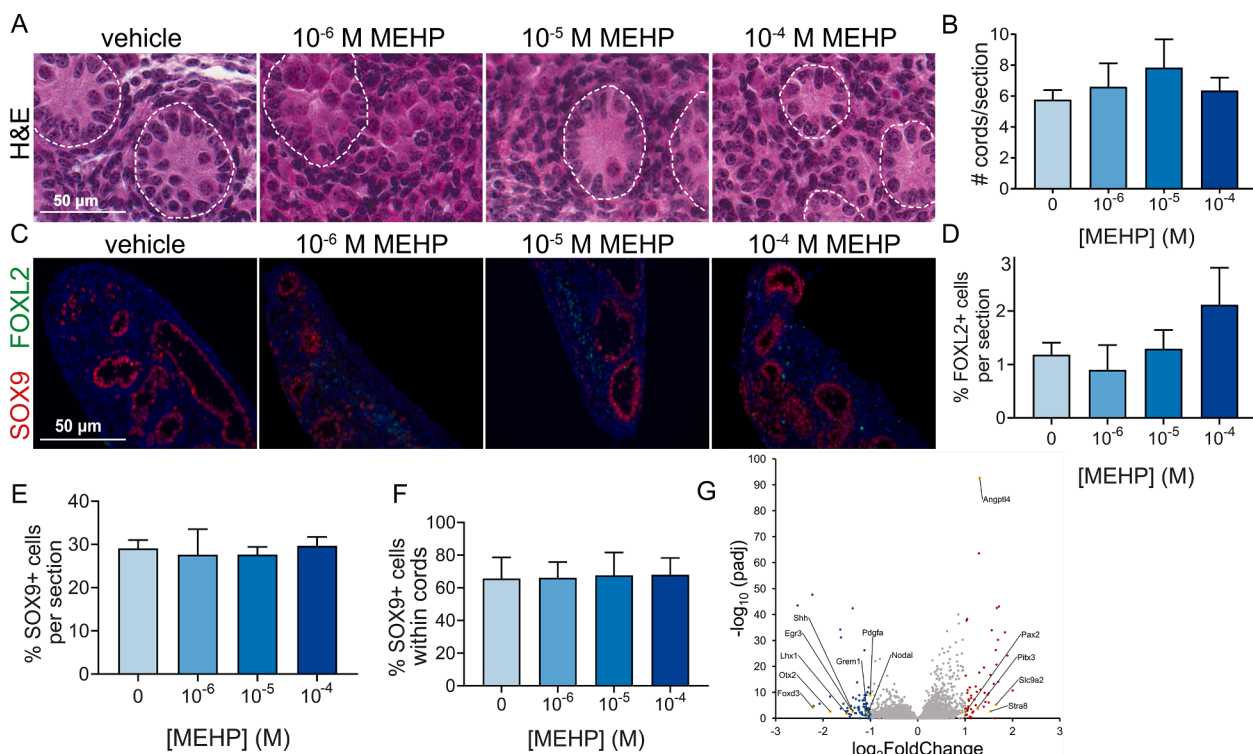 A
vehicle
10⁻⁶ M MEHP
10⁻⁵ M MEHP
10⁻⁴ M MEHP
H&E
50 µm
B
# cords/section
10
8
6
4
2
0
0
10⁻⁶
10⁻⁵
10⁻⁴
[MEHP] (M)
C
vehicle
10⁻⁶ M MEHP
10⁻⁵ M MEHP
10⁻⁴ M MEHP
SOX9 FOXL2
50 µm
D
% FOXL2+ cells
per section
3
2
1
0
0
10⁻⁶
10⁻⁵
10⁻⁴
[MEHP] (M)
E
% SOX9+ cells
per section
40
30
20
10
0
0
10⁻⁶
10⁻⁵
10⁻⁴
[MEHP] (M)
F
% SOX9+ cells
within cords
100
80
60
40
20
0
0
10⁻⁶
10⁻⁵
10⁻⁴
[MEHP] (M)
G
-log₁₀ (padj)
100
90
80
70
60
50
40
30
20
10
0
Angptl4
Shh
Egr3
Lhx1
Otx2
Foxd3
Pdgfa
Grem1
Nodal
Pax2
Pitx3
Slc9a2
Stra8
-3
-2
-1
0
1
2
3
log₂FoldChange